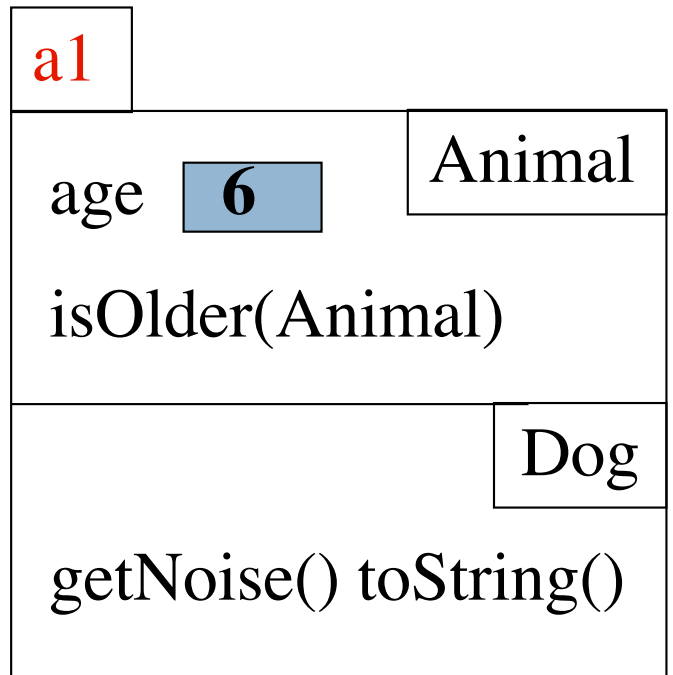 a1
Animal
age 6
isOlder(Animal)
Dog
getNoise() toString()